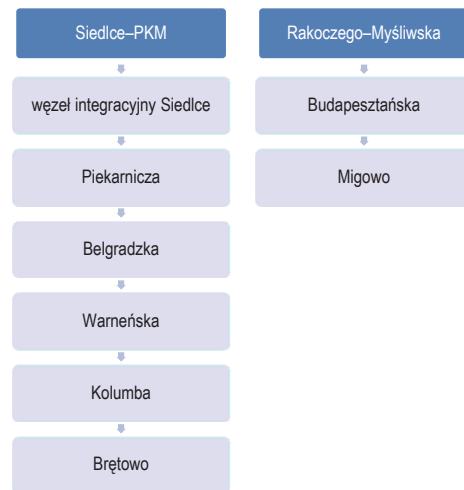 Siedlce–PKM
węzeł integracyjny Siedlce
Piekarnicza
Belgradzka
Warneńska
Kolumba
Brętowo
Rakoczego–Myśliwska
Budapesztańska
Migowo